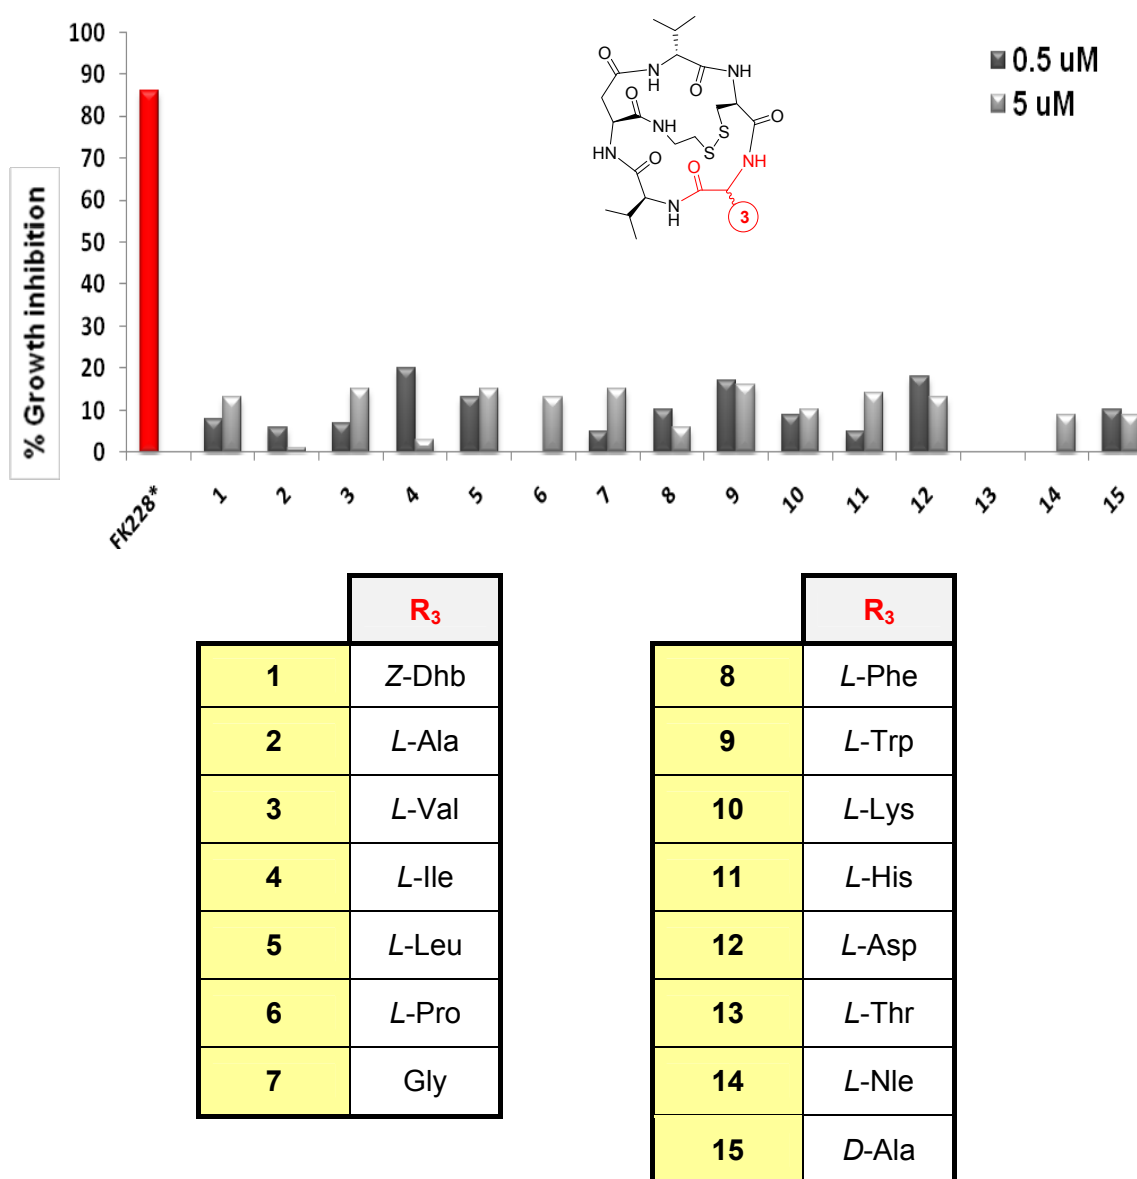 100
90
80
70
60
50
40
30
20
10
0
% Growth inhibition
0.5 uM
5 uM
O
N
H
O
NH
O
NH
S
S
O
NH
HN
O
N
H
O
3
FK228*
1
2
3
4
5
6
7
8
9
10
11
12
13
14
15
R3
1 Z-Dhb
2 L-Ala
3 L-Val
4 L-Ile
5 L-Leu
6 L-Pro
7 Gly
R3
8 L-Phe
9 L-Trp
10 L-Lys
11 L-His
12 L-Asp
13 L-Thr
14 L-Nle
15 D-Ala